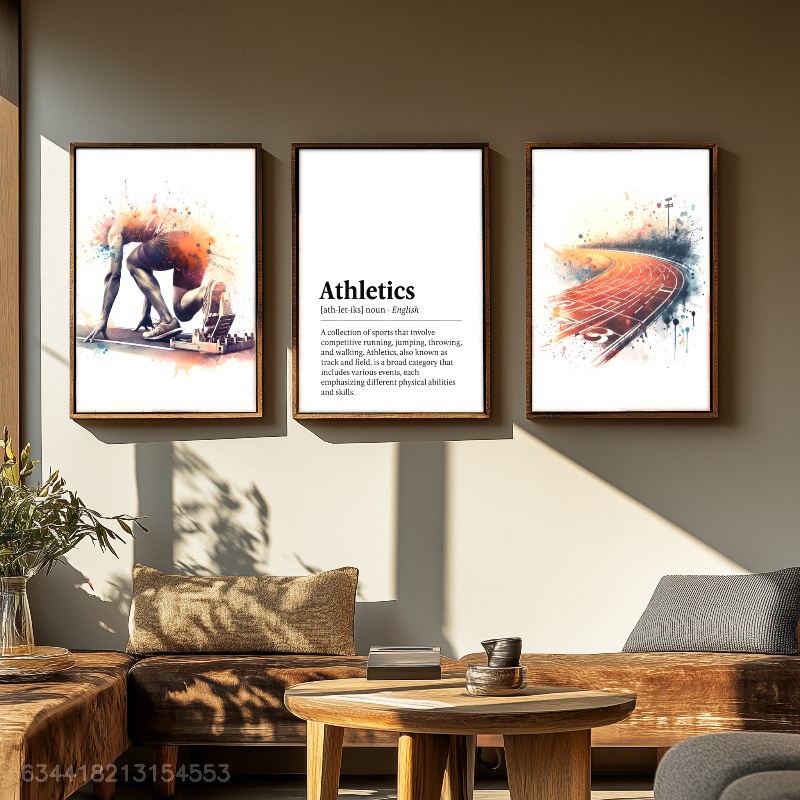 Athletics
[ath·let·iks] noun · English
A collection of sports that involve
competitive running, jumping, throwing,
and walking. Athletics, also known as
track and field, is a broad category that
includes various events, each
emphasizing different physical abilities
and skills.
634418213154553